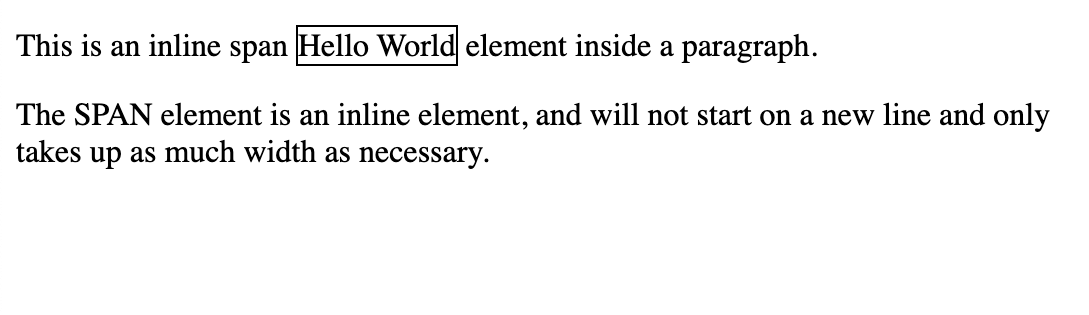 This is an inline span Hello World element inside a paragraph.
The SPAN element is an inline element, and will not start on a new line and only
takes up as much width as necessary.